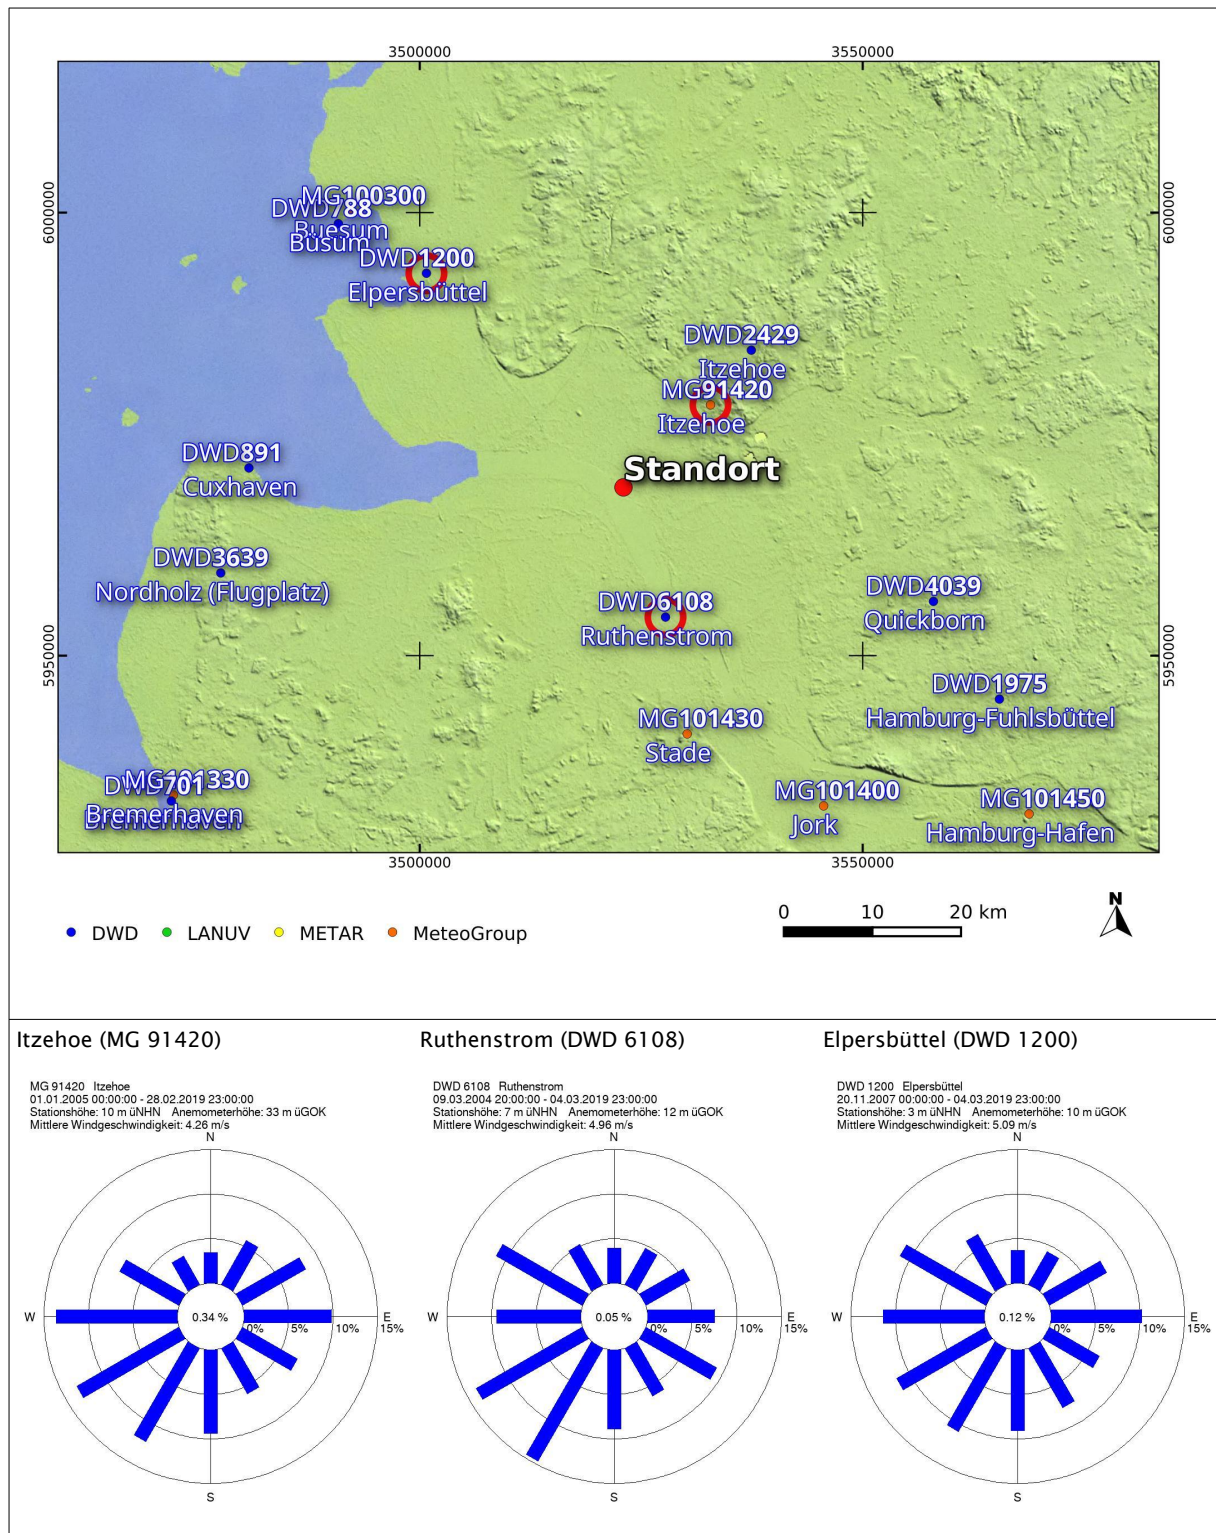 3500000 3550000
6000000 6000000
MG100300
DWD788
Buesum
Büsum
DWD1200
Elpersbüttel
DWD2429
Itzehoe
MG91420
Itzehoe
DWD891
Cuxhaven
Standort
DWD3639
Nordholz (Flugplatz)
DWD6108
Ruthenstrom
DWD4039
Quickborn
5950000 5950000
DWD1975
Hamburg-Fuhlsbüttel
MG101430
Stade
MG101330
DWD701
Bremerhaven
Bremerhaven
MG101400
Jork
MG101450
Hamburg-Hafen
3500000 3550000
0 10 20 km
N
DWD LANUV METAR MeteoGroup
Itzehoe (MG 91420)
MG 91420 Itzehoe
01.01.2005 00:00:00 - 28.02.2019 23:00:00
Stationshöhe: 10 m üNHN Anemometerhöhe: 33 m üGOK
Mittlere Windgeschwindigkeit: 4.26 m/s
N
W 0.34 % E
0% 5% 10% 15%
S
Ruthenstrom (DWD 6108)
DWD 6108 Ruthenstrom
09.03.2004 20:00:00 - 04.03.2019 23:00:00
Stationshöhe: 7 m üNHN Anemometerhöhe: 12 m üGOK
Mittlere Windgeschwindigkeit: 4.96 m/s
N
W 0.05 % E
0% 5% 10% 15%
S
Elpersbüttel (DWD 1200)
DWD 1200 Elpersbüttel
20.11.2007 00:00:00 - 04.03.2019 23:00:00
Stationshöhe: 3 m üNHN Anemometerhöhe: 10 m üGOK
Mittlere Windgeschwindigkeit: 5.09 m/s
N
W 0.12 % E
0% 5% 10% 15%
S